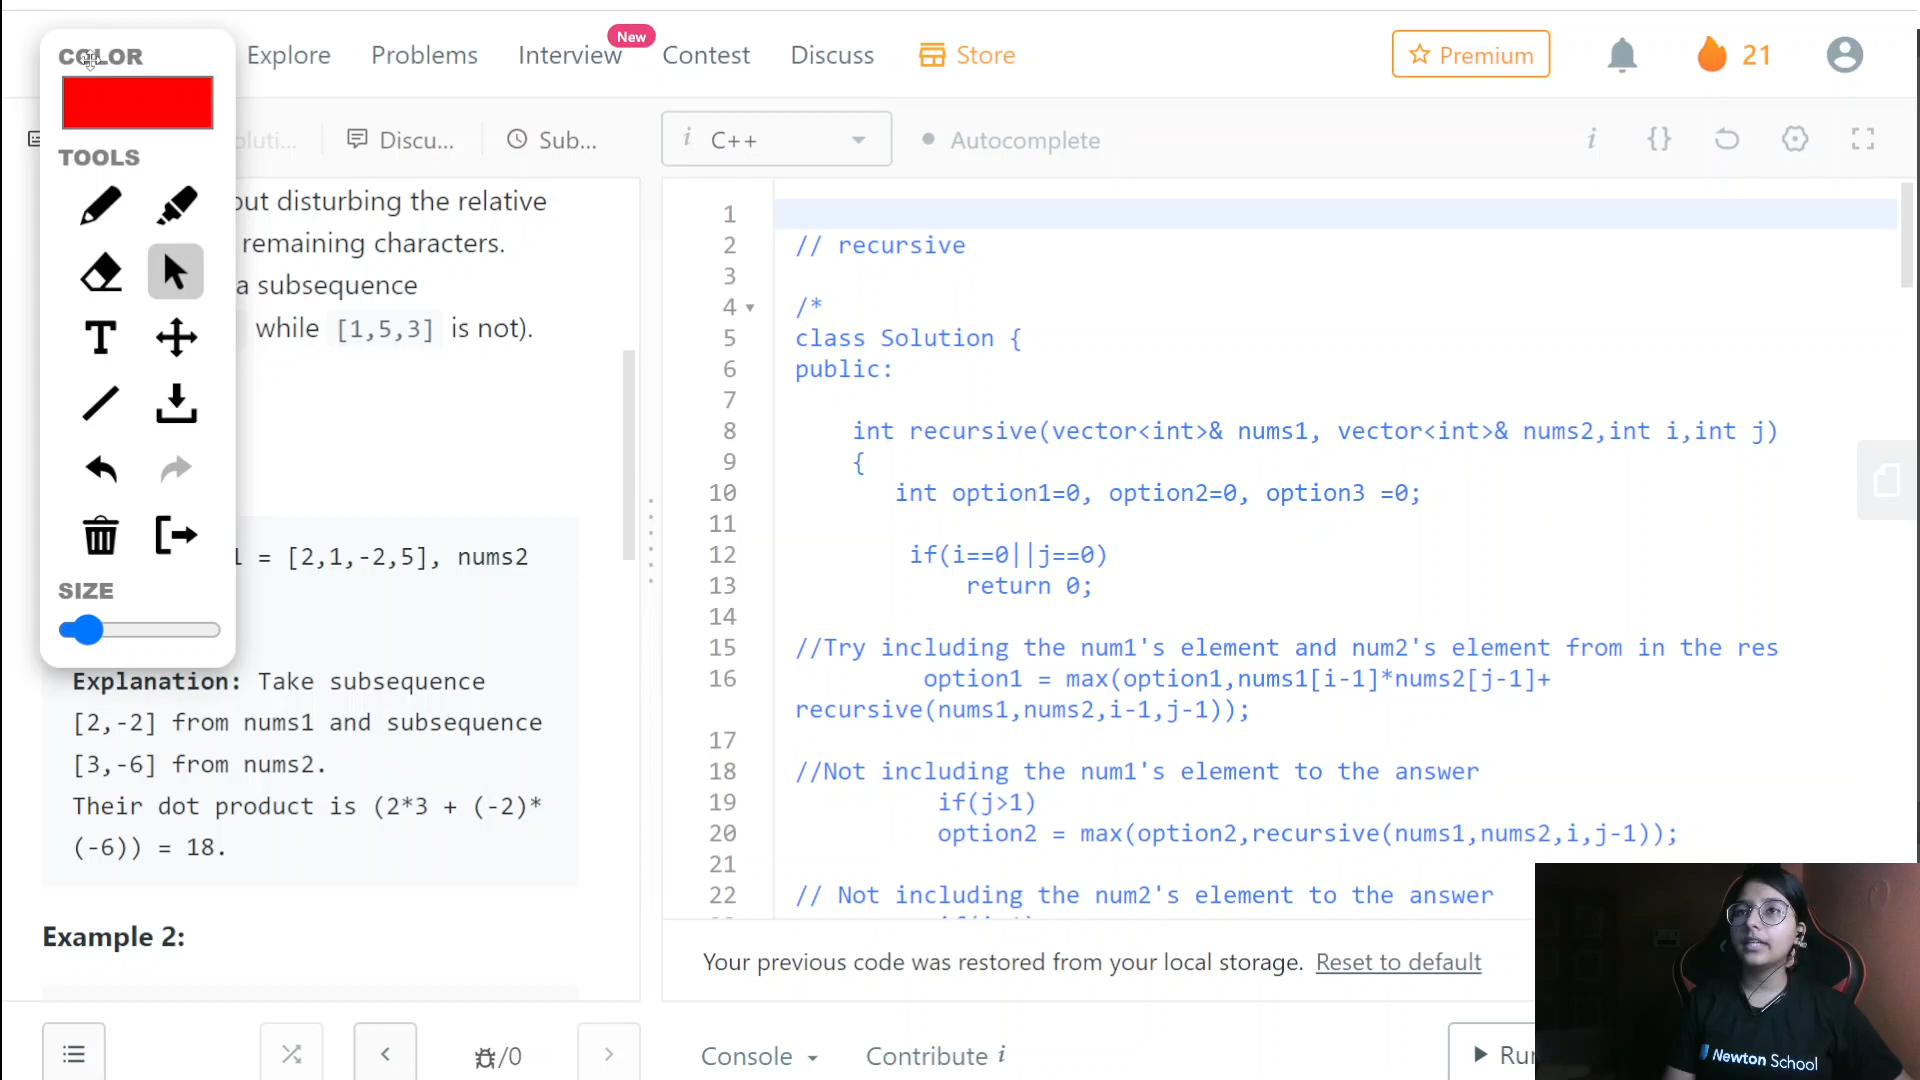 COLOR
Explore
Problems
Interview
New
Contest
Discuss
Store
Premium
21
TOOLS
Discu...
Sub...
i C++
Autocomplete
i
{}
out disturbing the relative
remaining characters.
a subsequence
while [1,5,3] is not).
1 = [2,1,-2,5], nums2
SIZE
Explanation: Take subsequence
[2,-2] from nums1 and subsequence
[3,-6] from nums2.
Their dot product is (2*3 + (-2)*
(-6)) = 18.
Example 2:
1
2 // recursive
3
4 /*
5 class Solution {
6 public:
7
8 int recursive(vector<int>& nums1, vector<int>& nums2,int i,int j)
9 {
10 int option1=0, option2=0, option3 =0;
11
12 if(i==0||j==0)
13 return 0;
14
15 //Try including the num1's element and num2's element from in the res
16 option1 = max(option1,nums1[i-1]*nums2[j-1]+
recursive(nums1,nums2,i-1,j-1));
17
18 //Not including the num1's element to the answer
19 if(j>1)
20 option2 = max(option2,recursive(nums1,nums2,i,j-1));
21
22 // Not including the num2's element to the answer
Your previous code was restored from your local storage. Reset to default
/0
Console
Contribute i
Newton School